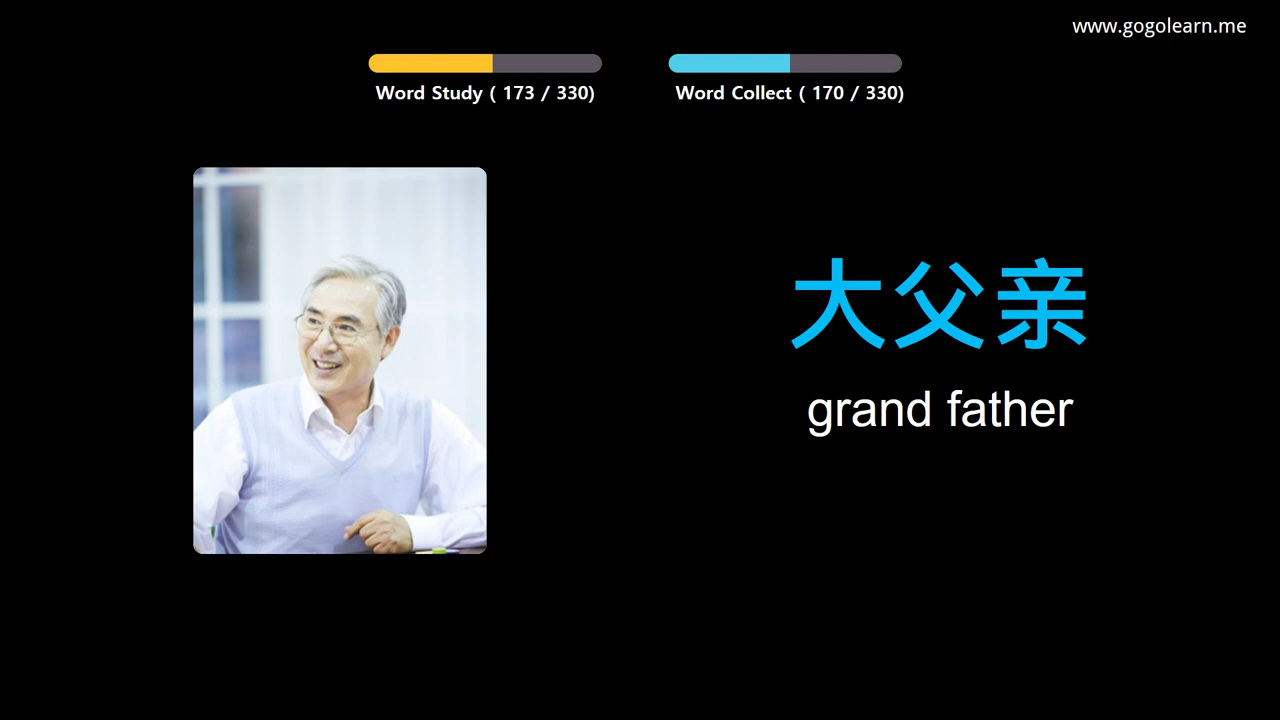 www.gogolearn.me
Word Study ( 173 / 330)
Word Collect ( 170 / 330)
大父亲
grand father